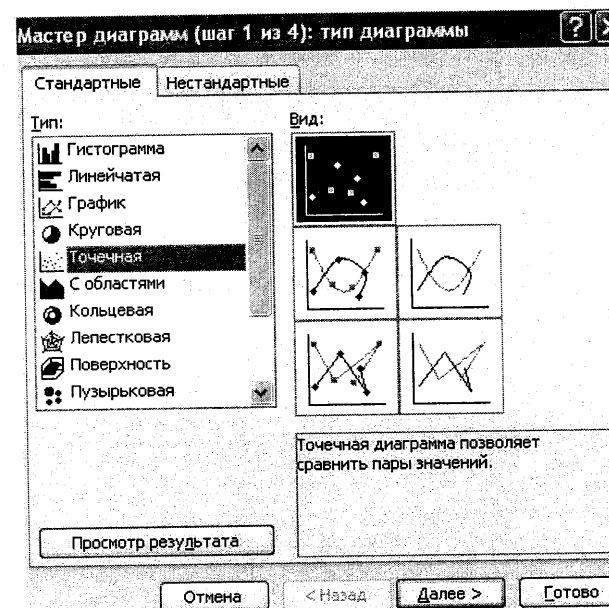 Мастер диаграмм (шаг 1 из 4): тип диаграммы
Стандартные Нестандартные
Тип:
Гистограмма
Линейчатая
График
Круговая
Точечная
С областями
Кольцевая
Лепестковая
Поверхность
Пузырьковая
Вид:
Точечная диаграмма позволяет
сравнить пары значений.
Просмотр результата
Отмена < Назад Далее > Готово